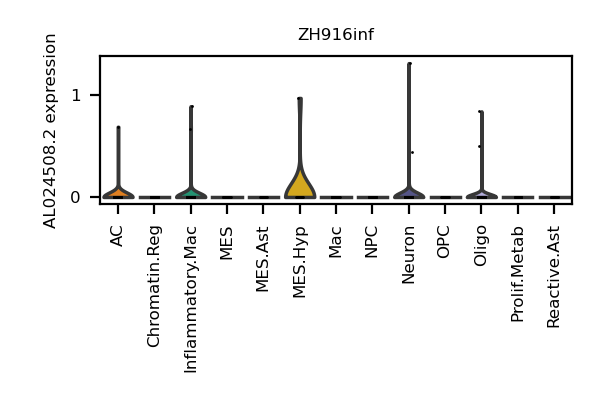 ZH916inf
AL024508.2 expression
1
0
AC
Chromatin.Reg
Inflammatory.Mac
MES
MES.Ast
MES.Hyp
Mac
NPC
Neuron
OPC
Oligo
Prolif.Metab
Reactive.Ast